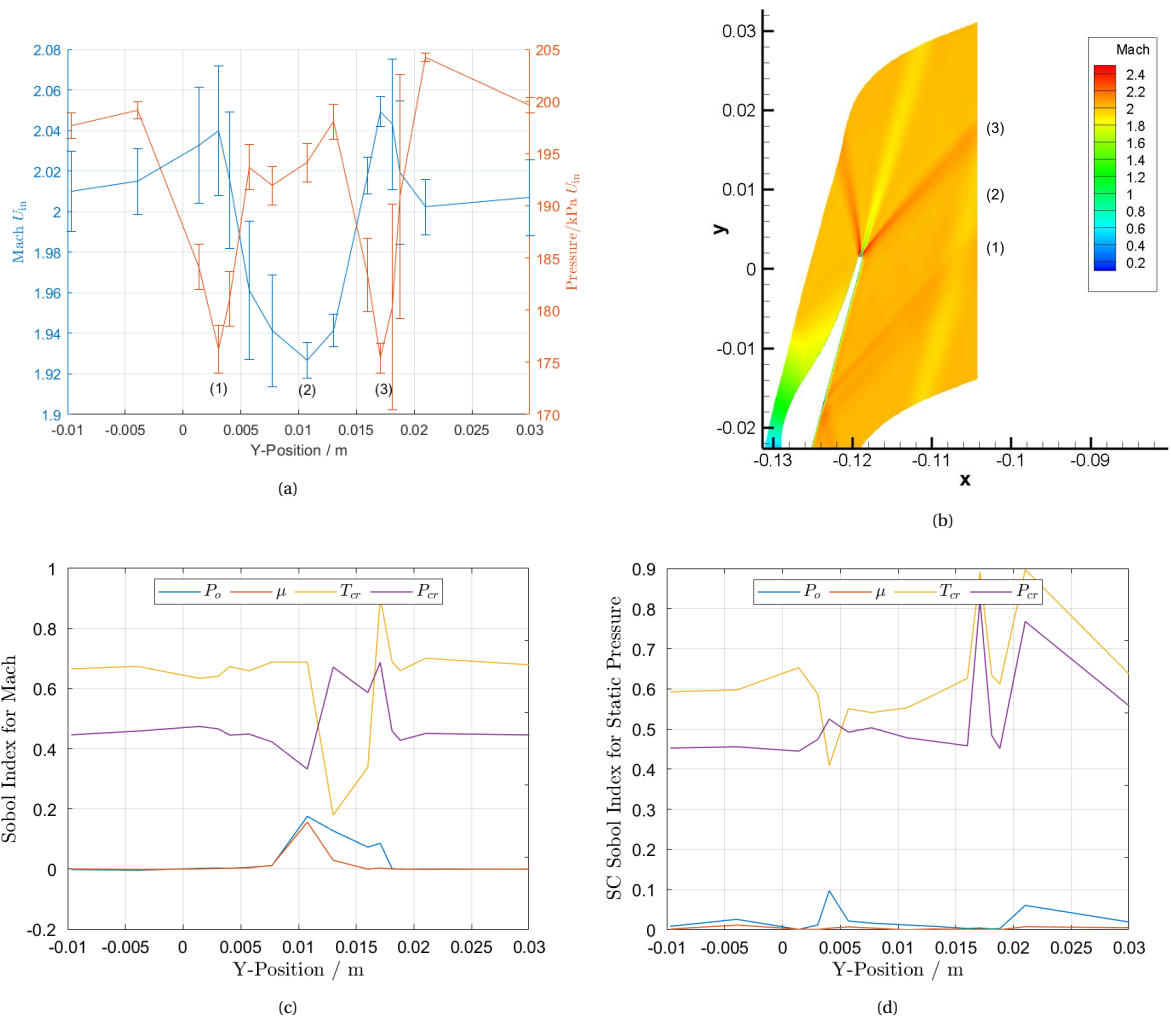 2.08
2.06
2.04
2.02
2
1.98
1.96
1.94
1.92
1.9
Mach U_in
205
200
195
190
185
180
175
170
Pressure/kPa U_in
(1)
(2)
(3)
-0.01 -0.005 0 0.005 0.01 0.015 0.02 0.025 0.03
Y-Position / m
(a)
0.03
0.02
0.01
0
-0.01
-0.02
y
-0.13 -0.12 -0.11 -0.1 -0.09
x
(3)
(2)
(1)
Mach
2.4
2
1.8
1.6
1.4
1.2
1
0.8
0.6
0.4
0.2
(b)
1
0.8
0.6
0.4
0.2
0
-0.2
Sobol Index for Mach
P_o μ T_cr P_cr
-0.01 -0.005 0 0.005 0.01 0.015 0.02 0.025 0.03
Y-Position / m
(c)
0.9
0.8
0.7
0.6
0.5
0.4
0.3
0.2
0.1
0
SC Sobol Index for Static Pressure
P_o μ T_cr P_cr
-0.01 -0.005 0 0.005 0.01 0.015 0.02 0.025 0.03
Y-Position / m
(d)